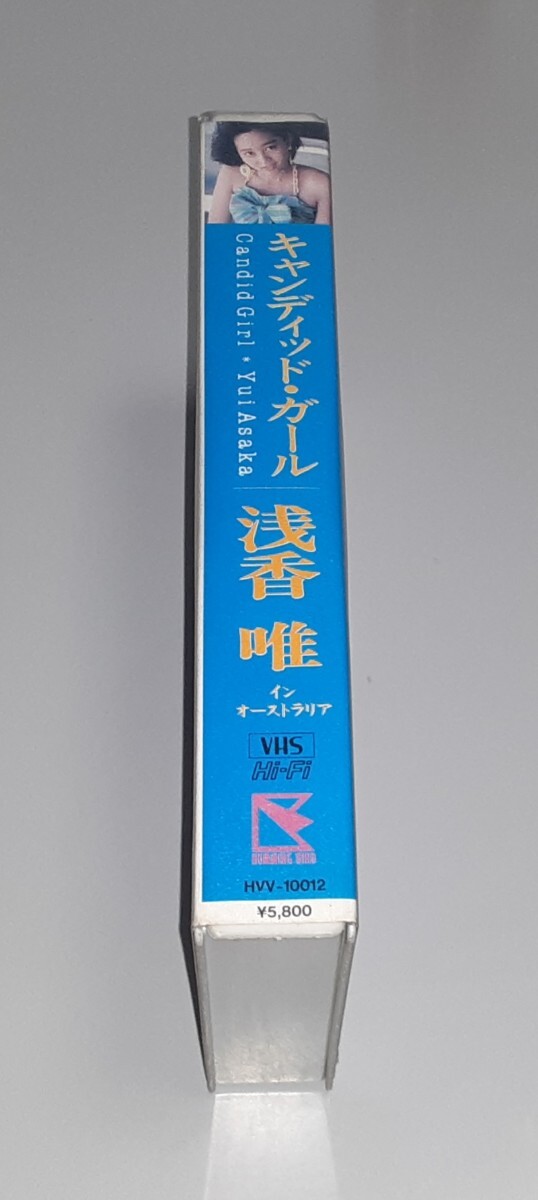 キャンディッド・ガール
Candid Girl * Yui Asaka
浅香 唯
イン
オーストラリア
VHS
Hi-Fi
HVV-10012
¥5,800